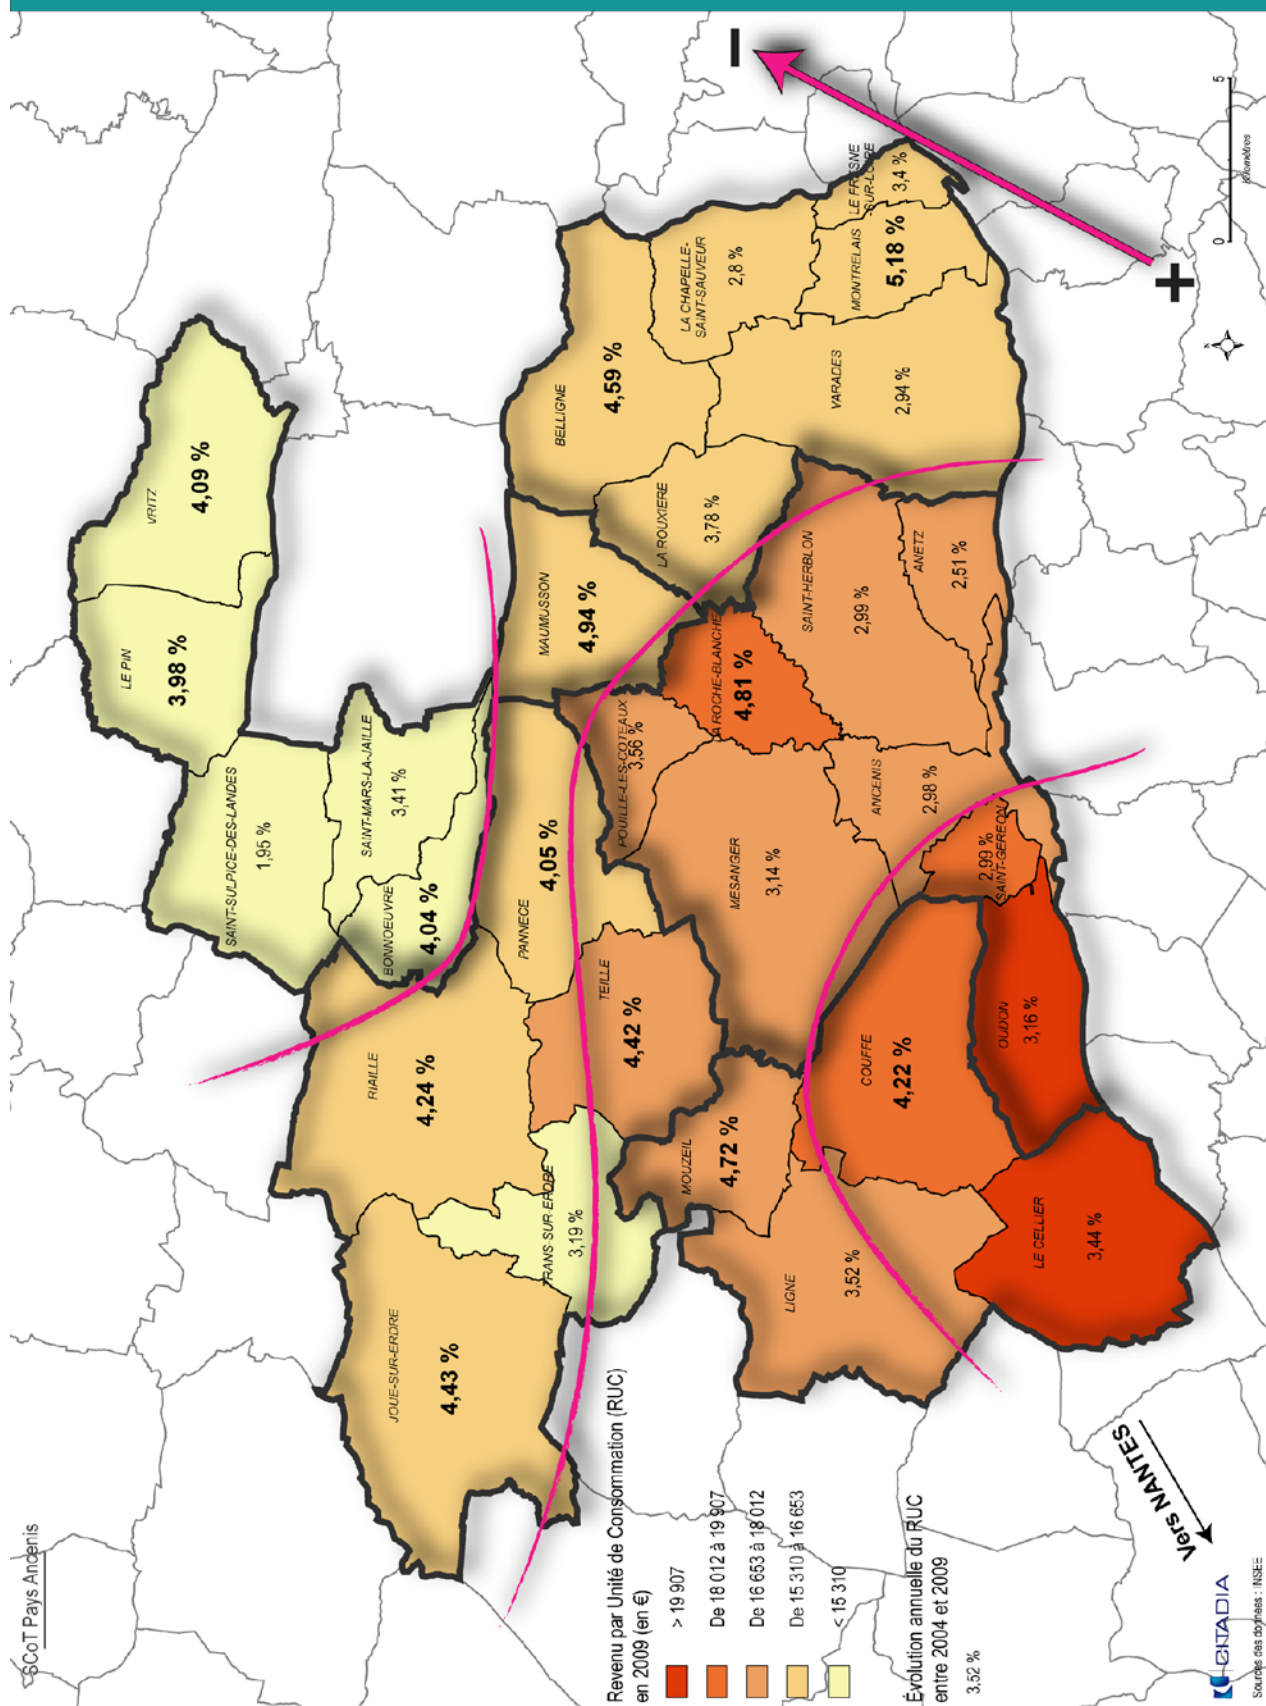 SCoT Pays Ancenis
VRITZ
4,09 %
LE PIN
3,98 %
SAINT-SULPICE-DES-LANDES
1,95 %
SAINT-MARS-LA-JAILLE
3,41 %
BONNOEUVRE
4,04 %
RIAILLE
4,24 %
JOUE-SUR-ERDRE
4,43 %
TRANS-SUR-ERDRE
3,19 %
PANNECE
4,05 %
MAUMUSSON
4,94 %
BELLIGNE
4,59 %
LA CHAPELLE-
SAINT-SAUVEUR
2,8 %
LA ROUXIERE
3,78 %
VARADES
2,94 %
MONTRELAIS
5,18 %
LE FRESNE
-SUR-LOIRE
3,4 %
TEILLE
4,42 %
MOUZEIL
4,72 %
LIGNE
3,52 %
POUILLE-LES-COTEAUX
3,56 %
LA ROCHE-BLANCHE
4,81 %
MESANGER
3,14 %
SAINT-HERBLON
2,99 %
ANETZ
2,51 %
ANCENIS
2,98 %
2,99 %
SAINT-GEREON
COUFFE
4,22 %
OUDON
3,16 %
LE CELLIER
3,44 %
Revenu par Unité de Consommation (RUC)
en 2009 (en €)
> 19 907
De 18 012 à 19 907
De 16 653 à 18 012
De 15 310 à 16 653
< 15 310
Évolution annuelle du RUC
entre 2004 et 2009
3,52 %
Vers NANTES
CITADIA
Sources des données : INSEE
N
0
5
Kilomètres
+
-